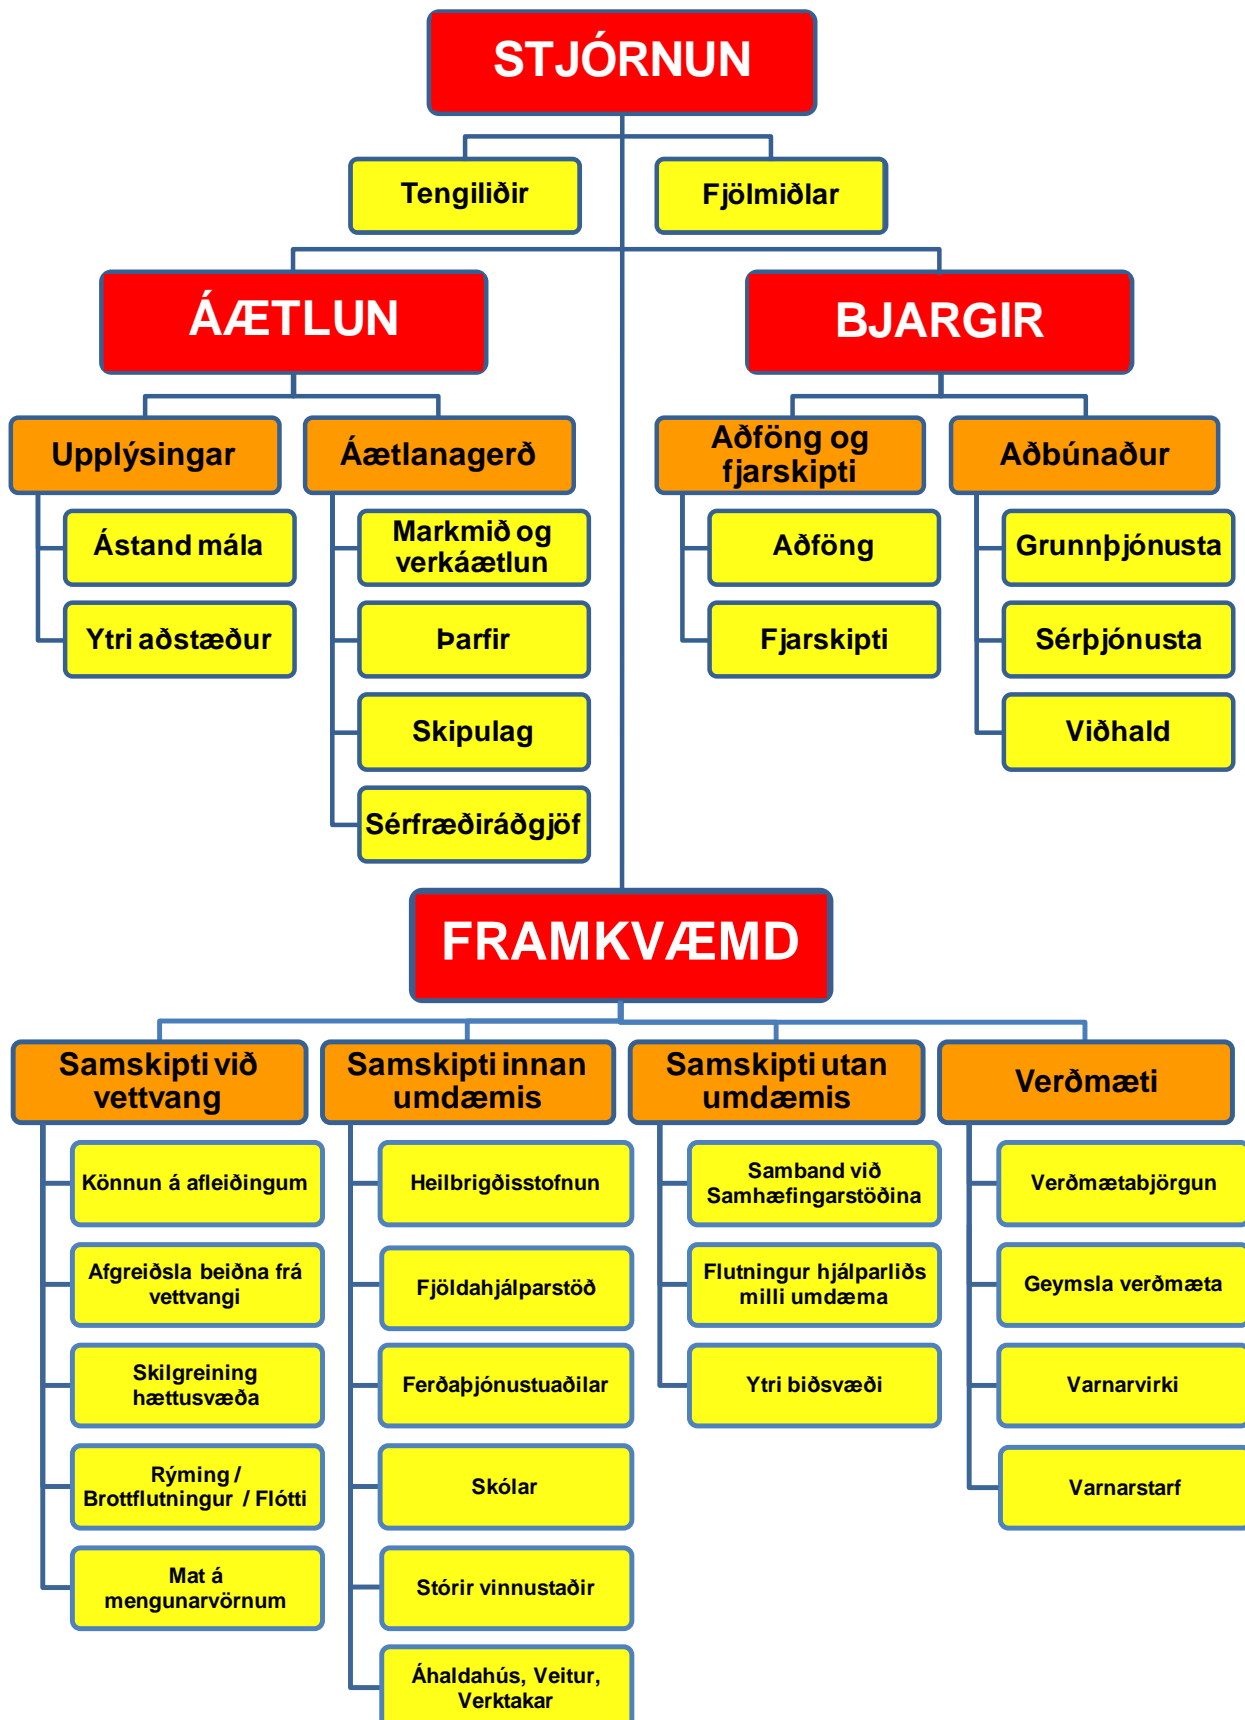 STJÓRNUN
Tengiliðir
Fjölmiðlar
ÁÆTLUN
BJARGIR
Upplýsingar
Áætlanagerð
Aðföng og
fjarskipti
Aðbúnaður
Ástand mála
Ytri aðstæður
Markmið og
verkáætlun
Þarfir
Skipulag
Sérfræðiráðgjöf
Aðföng
Fjarskipti
Grunnþjónusta
Sérþjónusta
Viðhald
FRAMKVÆMD
Samskipti við
vettvang
Könnun á afleiðingum
Afgreiðsla beiðna frá
vettvangi
Skilgreining
hættusvæða
Rýming /
Brottflutningur / Flótti
Mat á
mengunarvörnum
Samskipti innan
umdæmis
Heilbrigðisstofnun
Fjöldahjálparstöð
Ferðaþjónustuaðilar
Skólar
Stórir vinnustaðir
Áhaldahús, Veitur,
Verktakar
Samskipti utan
umdæmis
Samband við
Samhæfingarstöðina
Flutningur hjálparliðs
milli umdæma
Ytri biðsvæði
Verðmæti
Verðmætabjörgun
Geymsla verðmæta
Varnarvirki
Varnarstarf